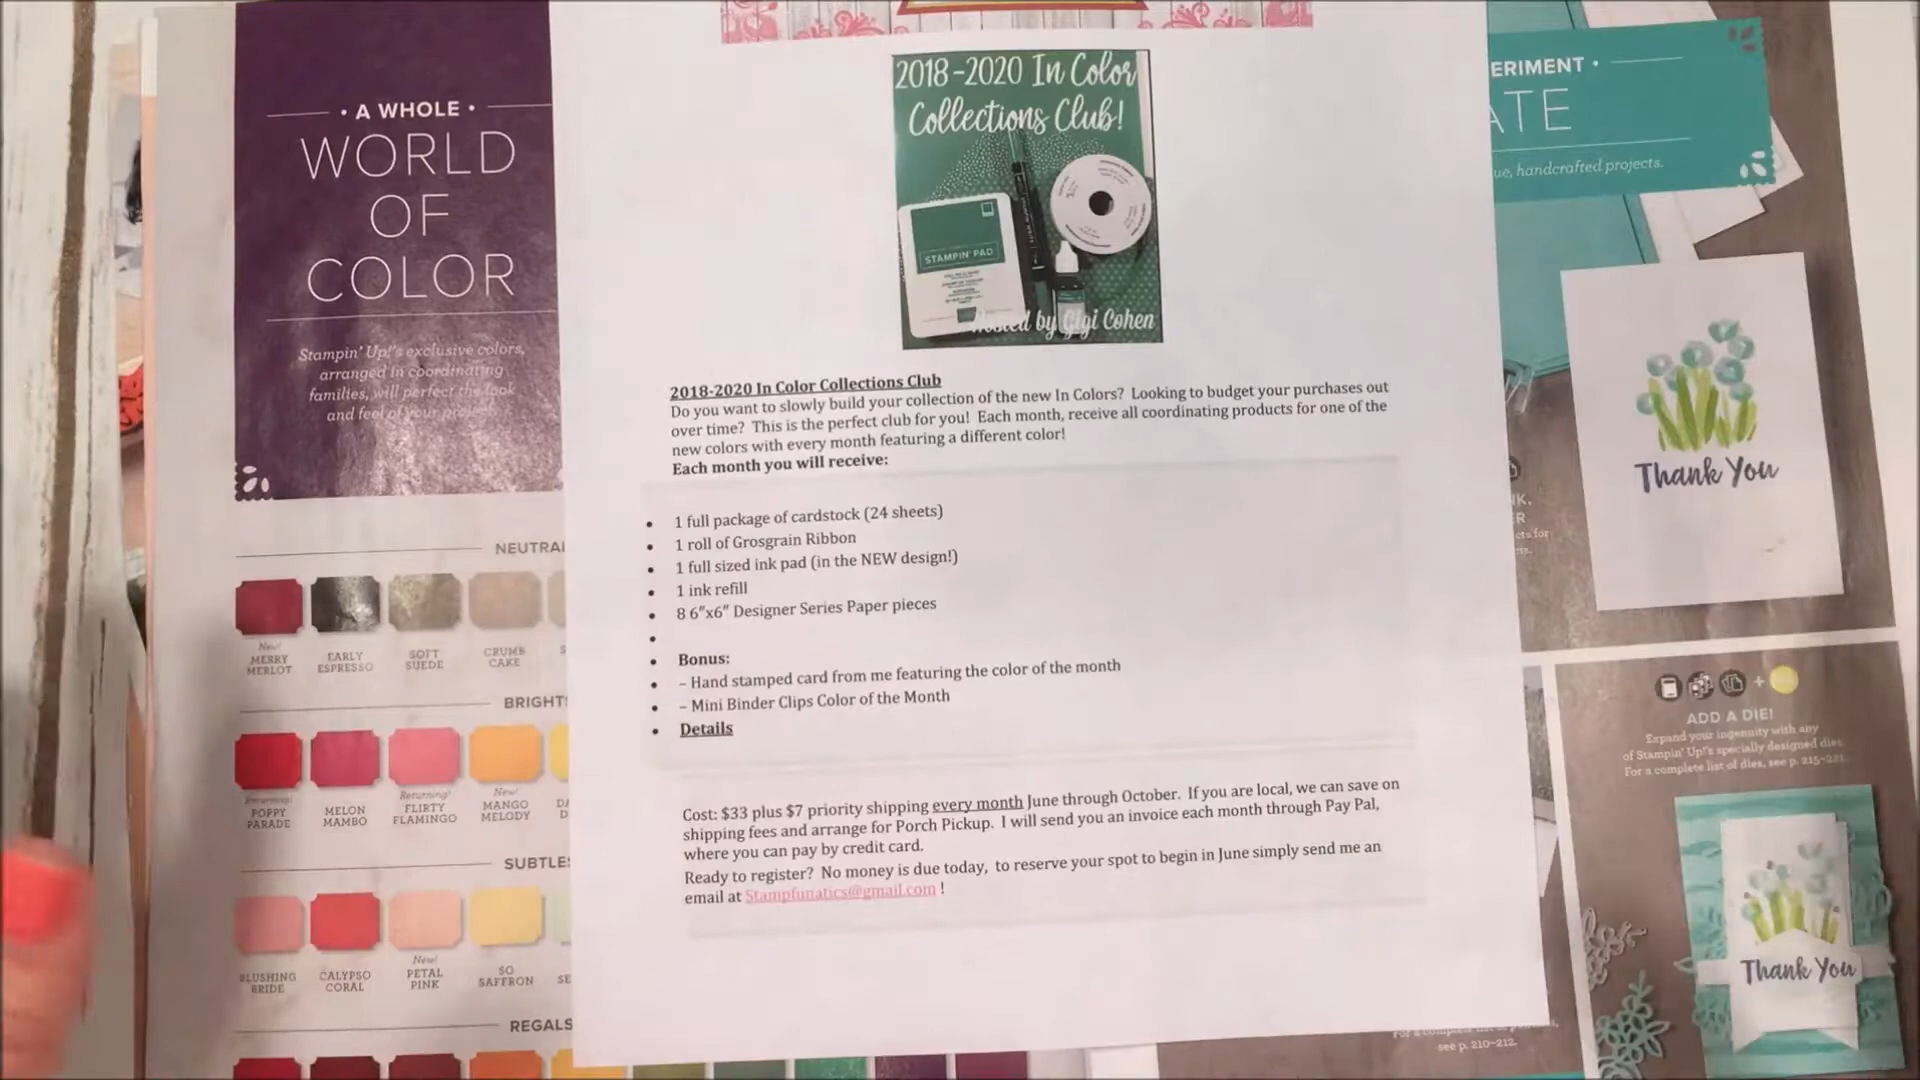 • A WHOLE •
WORLD
OF
COLOR
Stampin' Up!'s exclusive colors,
arranged in coordinating
families, will perfect the look
and feel of your
NEUTRAL
New!
MERRY
MERLOT
EARLY
ESPRESSO
SOFT
SUEDE
CRUMB
CAKE
BRIGHTS
Returning!
POPPY
PARADE
MELON
MAMBO
Returning!
FLIRTY
FLAMINGO
New!
MANGO
MELODY
SUBTLES
BLUSHING
BRIDE
CALYPSO
CORAL
New!
PETAL
PINK
SO
SAFFRON
REGALS
2018-2020 In Color
Collections Club!
STAMPIN' PAD
Hosted by Gigi Cohen
2018-2020 In Color Collections Club
Do you want to slowly build your collection of the new In Colors? Looking to budget your purchases out
over time? This is the perfect club for you! Each month, receive all coordinating products for one of the
new colors with every month featuring a different color!
Each month you will receive:
• 1 full package of cardstock (24 sheets)
• 1 roll of Grosgrain Ribbon
• 1 full sized ink pad (in the NEW design!)
• 1 ink refill
• 8 6"x6" Designer Series Paper pieces
•
• Bonus:
• – Hand stamped card from me featuring the color of the month
• – Mini Binder Clips Color of the Month
• Details
Cost: $33 plus $7 priority shipping every month June through October. If you are local, we can save on
shipping fees and arrange for Porch Pickup. I will send you an invoice each month through Pay Pal,
where you can pay by credit card.
Ready to register? No money is due today, to reserve your spot to begin in June simply send me an
email at Stampfunatics@gmail.com !
ERIMENT •
ATE
ue, handcrafted projects.
Thank You
ADD A DIE!
Expand your ingenuity with any
of Stampin' Up!'s specially designed dies.
For a complete list of dies, see p. 215-221.
Thank You
see p. 210-212.